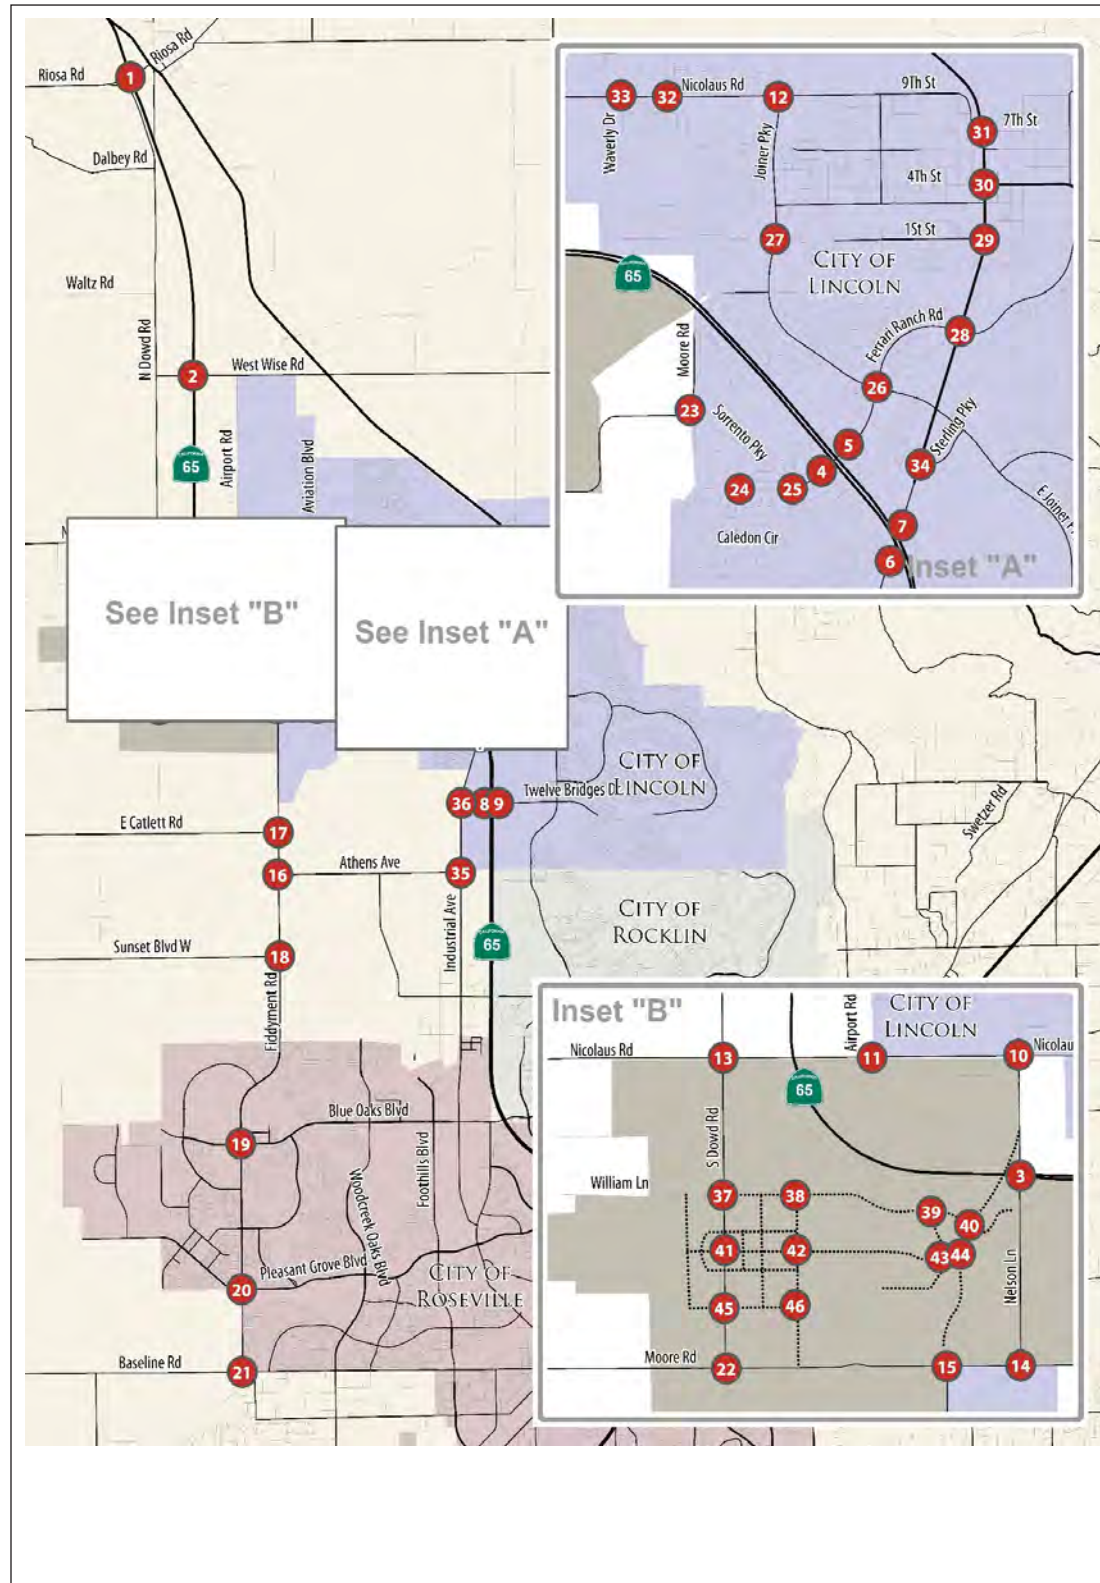 Riosa Rd
Riosa Rd
1
Dalbey Rd
Waltz Rd
N Dowd Rd
2
West Wise Rd
CALIFORNIA
65
Airport Rd
Aviation Blvd
N
See Inset "B"
See Inset "A"
33
32
Nicolaus Rd
12
9Th St
Waverly Dr
Joiner Pky
31
7Th St
4Th St
30
27
1St St
29
CITY OF
LINCOLN
65
Moore Rd
Ferrari Ranch Rd
28
26
23
Sorrento Pky
5
Sterling Pky
4
34
24
25
E Joiner P
7
Caledon Cir
6
Inset "A"
CITY OF
LINCOLN
36
8
9
Twelve Bridges D
Swetzer Rd
E Catlett Rd
17
16
Athens Ave
35
Industrial Ave
CITY OF
ROCKLIN
Sunset Blvd W
18
CALIFORNIA
65
Fiddyment Rd
Blue Oaks Blvd
19
Foothills Blvd
Woodcreek Oaks Blvd
Pleasant Grove Blvd
20
CITY OF
ROSEVILLE
Baseline Rd
21
Inset "B"
Airport Rd
CITY OF
LINCOLN
Nicolaus Rd
13
11
10
Nicolau
65
S Dowd Rd
William Ln
37
38
3
39
40
41
42
43
44
Nelson Ln
45
46
Moore Rd
22
15
14